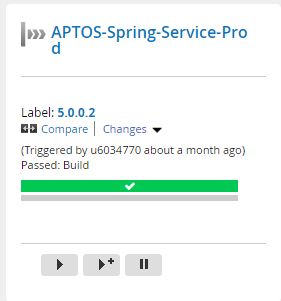 APTOS-Spring-Service-Pro
d
Label: 5.0.0.2
Compare | Changes
(Triggered by u6034770 about a month ago)
Passed: Build